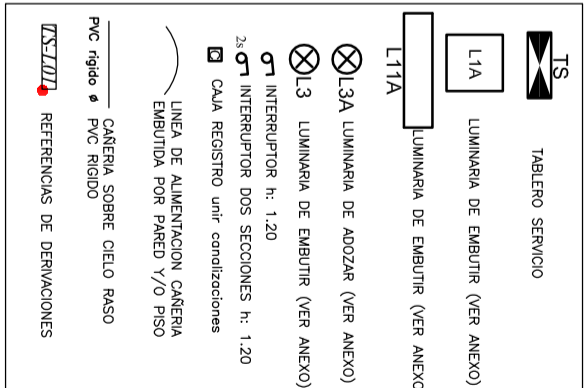 TS
TABLERO SERVICIO
L1A
LUMINARIA DE EMBUTIR (VER ANEXO)
L11A
LUMINARIA DE EMBUTIR (VER ANEXO
L3A LUMINARIA DE ADOZAR (VER ANEXO)
L3 LUMINARIA DE EMBUTIR (VER ANEXO)
INTERRUPTOR h: 1.20
2s INTERRUPTOR DOS SECCIONES h: 1.20
C CAJA REGISTRO unir canalizaciones
LINEA DE ALIMENTACION CAÑERIA
EMBUTIDA POR PARED Y/O PISO
CAÑERIA SOBRE CIELO RASO
PVC rigido ø PVC RIGIDO
TS-L01 REFERENCIAS DE DERIVACIONES